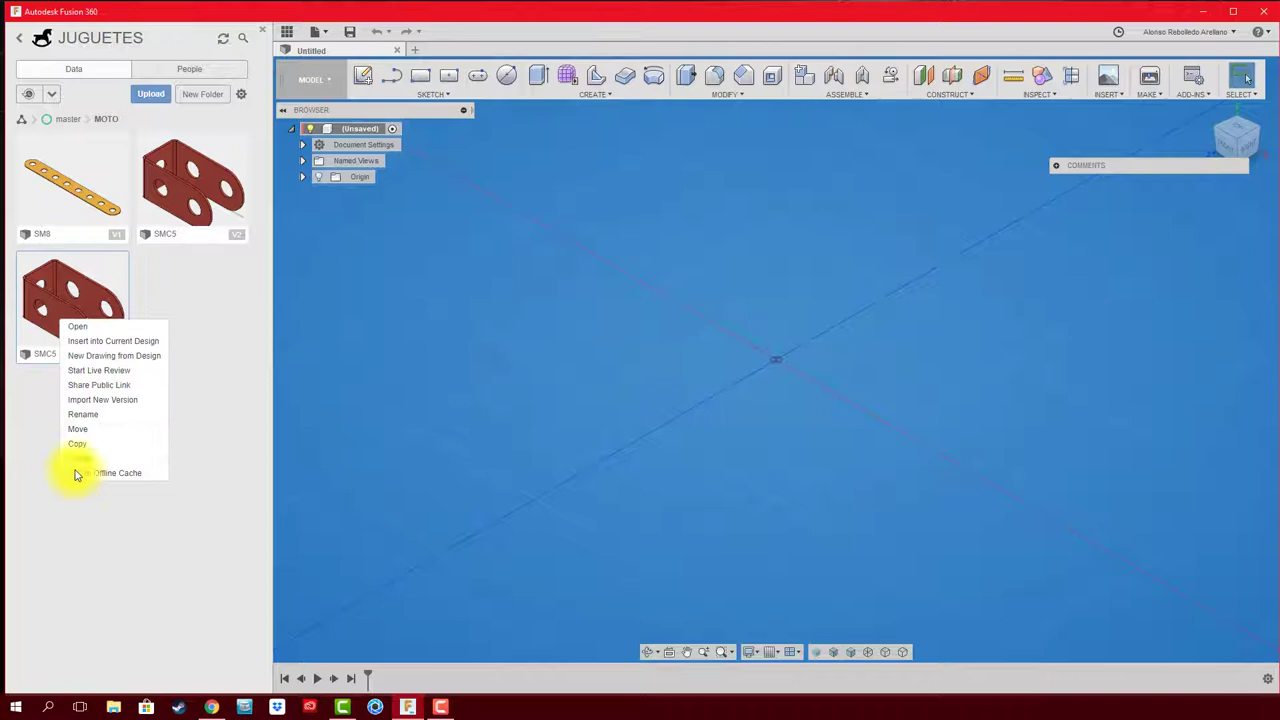 Autodesk Fusion 360
JUGUETES
Data
People
Upload
New Folder
master
MOTO
SM8
V1
SMC5
V2
SMC5
Open
Insert into Current Design
New Drawing from Design
Start Live Review
Share Public Link
Import New Version
Rename
Move
Copy
Offline Cache
Alonso Rebolledo Arellano
Untitled
MODEL
SKETCH
CREATE
MODIFY
ASSEMBLE
CONSTRUCT
INSPECT
INSERT
MAKE
ADD-INS
SELECT
BROWSER
(Unsaved)
Document Settings
Named Views
Origin
COMMENTS